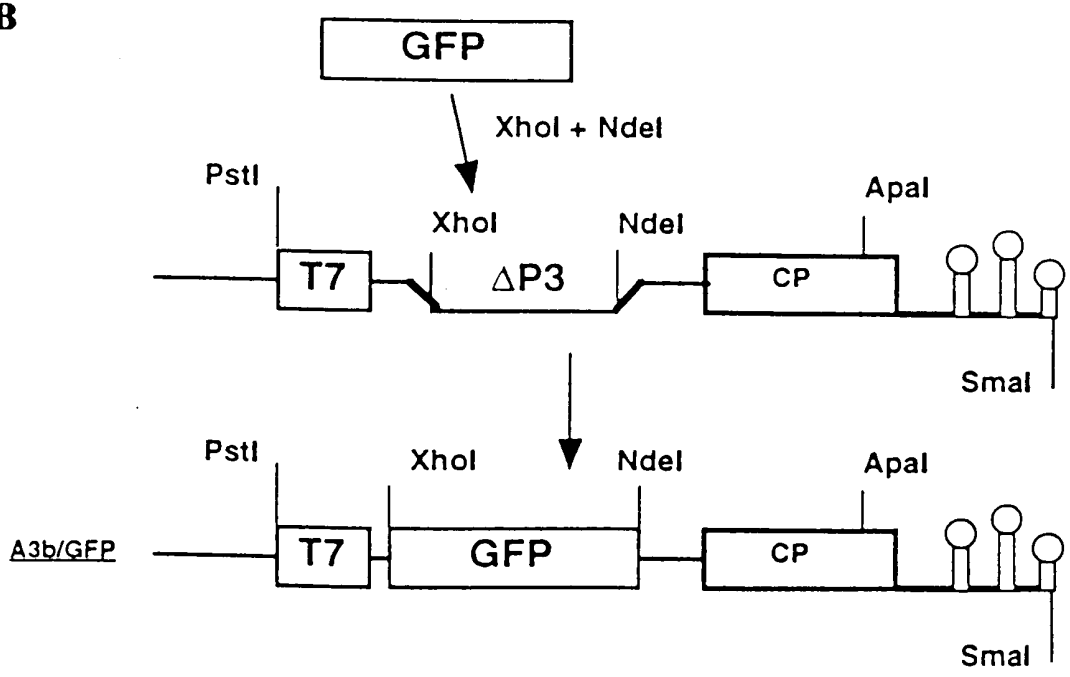 B
GFP
XhoI + NdeI
PstI
ApaI
XhoI
NdeI
T7
ΔP3
CP
SmaI
PstI
XhoI
NdeI
ApaI
A3b/GFP
T7
GFP
CP
SmaI